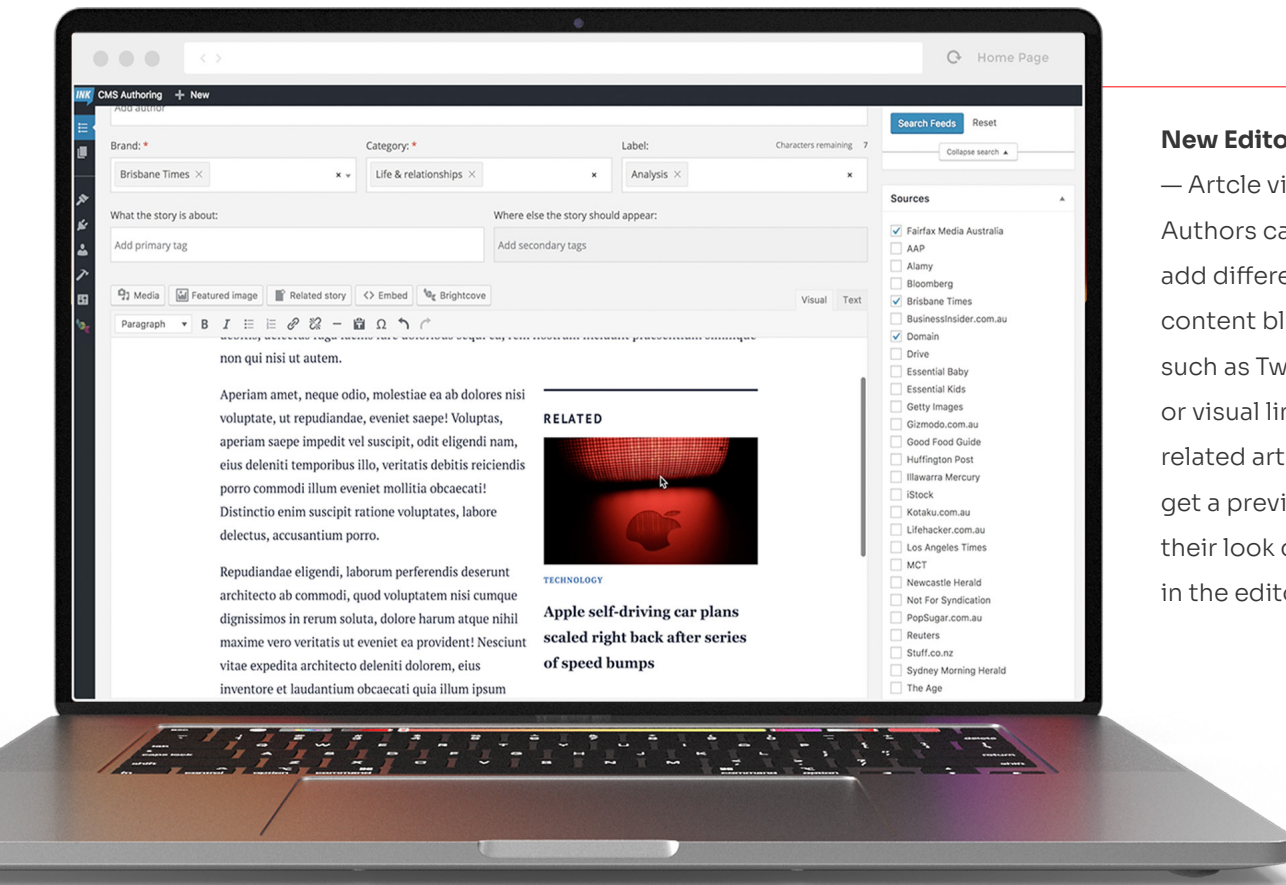 Home Page
INK CMS Authoring + New
Add author
Search Feeds Reset
Collapse search
Brand: * Category: * Label: Characters remaining 7
Brisbane Times × Life & relationships × Analysis ×
What the story is about: Where else the story should appear:
Add primary tag Add secondary tags
Media Featured image Related story <> Embed Brightcove Visual Text
Paragraph B I Ω
non qui nisi ut autem.
Aperiam amet, neque odio, molestiae ea ab dolores nisi
voluptate, ut repudiandae, eveniet saepe! Voluptas,
aperiam saepe impedit vel suscipit, odit eligendi nam,
eius deleniti temporibus illo, veritatis debitis reiciendis
porro commodi illum eveniet mollitia obcaecati!
Distinctio enim suscipit ratione voluptates, labore
delectus, accusantium porro.
Repudiandae eligendi, laborum perferendis deserunt
architecto ab commodi, quod voluptatem nisi cumque
dignissimos in rerum soluta, dolore harum atque nihil
maxime vero veritatis ut eveniet ea provident! Nesciunt
vitae expedita architecto deleniti dolorem, eius
inventore et laudantium obcaecati quia illum ipsum
RELATED
TECHNOLOGY
Apple self-driving car plans
scaled right back after series
of speed bumps
Sources
Fairfax Media Australia
AAP
Alamy
Bloomberg
Brisbane Times
BusinessInsider.com.au
Domain
Drive
Essential Baby
Essential Kids
Getty Images
Gizmodo.com.au
Good Food Guide
Huffington Post
Illawarra Mercury
iStock
Kotaku.com.au
Lifehacker.com.au
Los Angeles Times
MCT
Newcastle Herald
Not For Syndication
PopSugar.com.au
Reuters
Stuff.co.nz
Sydney Morning Herald
The Age
New Edito
— Artcle vi
Authors ca
add differe
content bl
such as Tw
or visual lin
related art
get a previ
their look
in the edito